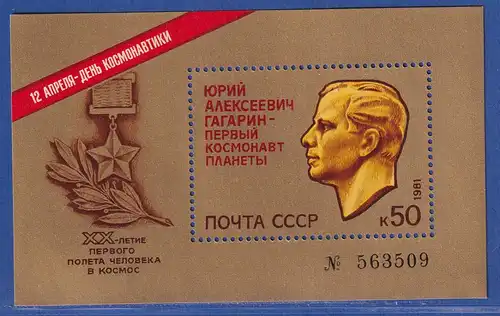 12 АПРЕЛЯ-ДЕНЬ КОСМОНАВТИКИ
ЮРИЙ
АЛЕКСЕЕВИЧ
ГАГАРИН-
ПЕРВЫЙ
КОСМОНАВТ
ПЛАНЕТЫ
1981
ПОЧТА СССР
К50
XX-ЛЕТИЕ
ПЕРВОГО
ПОЛЕТА ЧЕЛОВЕКА
В КОСМОС
№ 563509